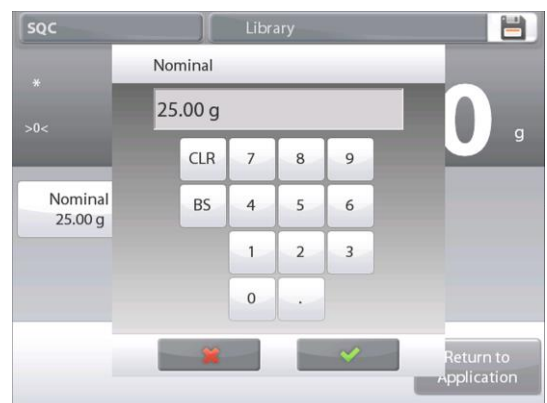 SQC
Library
Nominal
*
25.00 g
>0<
0
g
CLR 7 8 9
Nominal
25.00 g
BS 4 5 6
1 2 3
0 .
Return to
Application